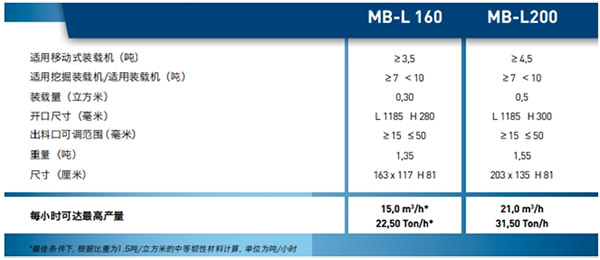 MB-L 160 MB-L200
适用移动式装载机（吨） ≥3,5 ≥4,5
适用挖掘装载机/适用装载机（吨） ≥7 <10 ≥7 <10
装载量（立方米） 0,30 0,5
开口尺寸（毫米） L 1185 H 280 L 1185 H 300
出料口可调范围（毫米） ≥15 ≤50 ≥15 ≤50
重量（吨） 1,35 1,55
尺寸（厘米） 163 x 117 H 81 203 x 135 H 81
每小时可达最高产量 15,0 m³/h* 21,0 m³/h
22,50 Ton/h* 31,50 Ton/h
*最佳条件下, 根据比重为1.5吨/立方米的中等韧性材料计算, 单位为吨/小时